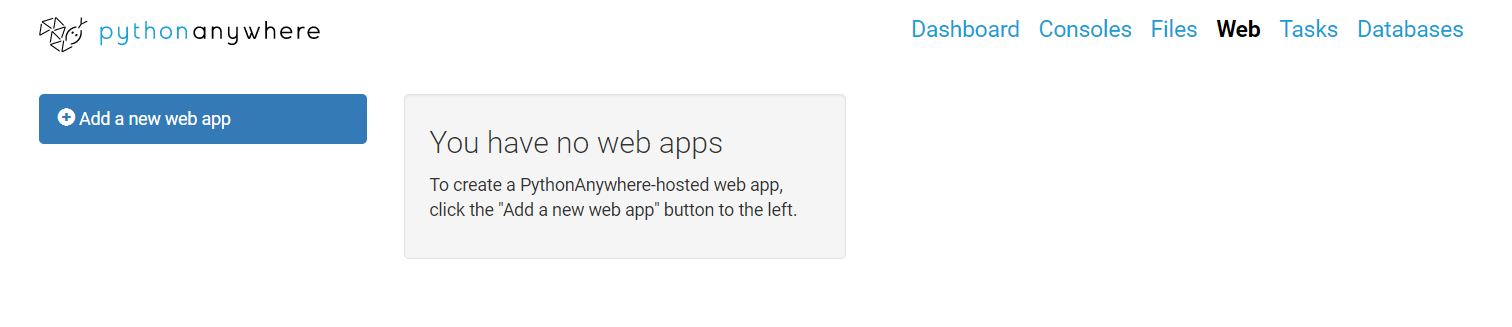 pythonanywhere
Dashboard Consoles Files Web Tasks Databases
Add a new web app
You have no web apps
To create a PythonAnywhere-hosted web app,
click the "Add a new web app" button to the left.